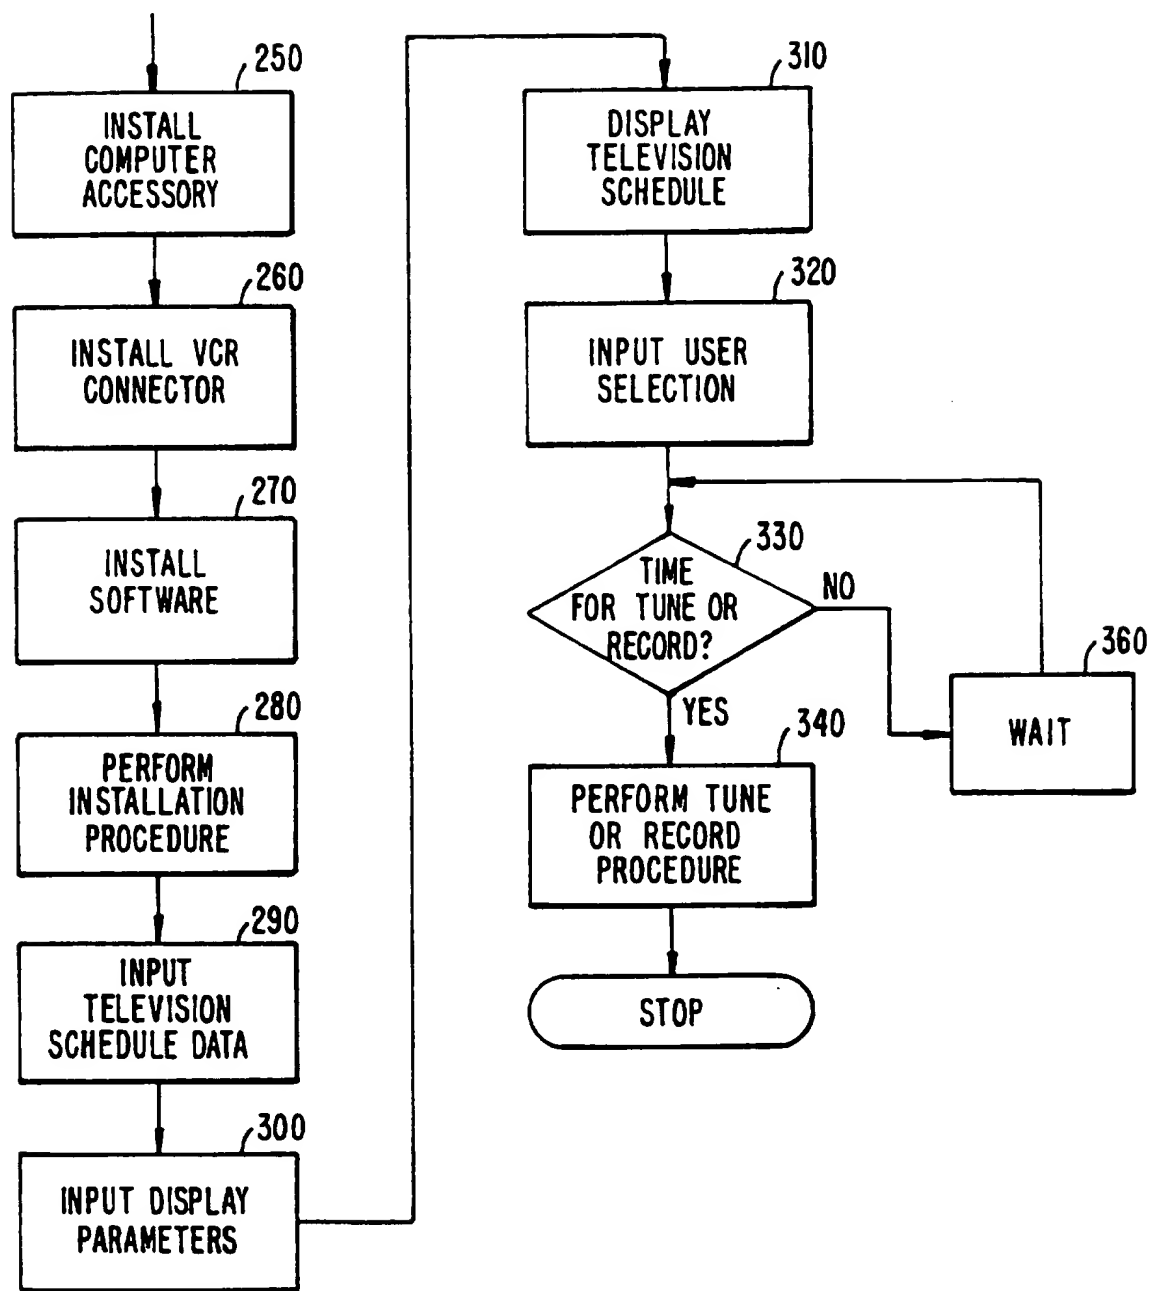 250
INSTALL
COMPUTER
ACCESSORY
260
INSTALL VCR
CONNECTOR
270
INSTALL
SOFTWARE
280
PERFORM
INSTALLATION
PROCEDURE
290
INPUT
TELEVISION
SCHEDULE DATA
300
INPUT DISPLAY
PARAMETERS
310
DISPLAY
TELEVISION
SCHEDULE
320
INPUT USER
SELECTION
330
TIME
FOR TUNE OR
RECORD?
NO
YES
360
WAIT
340
PERFORM TUNE
OR RECORD
PROCEDURE
STOP